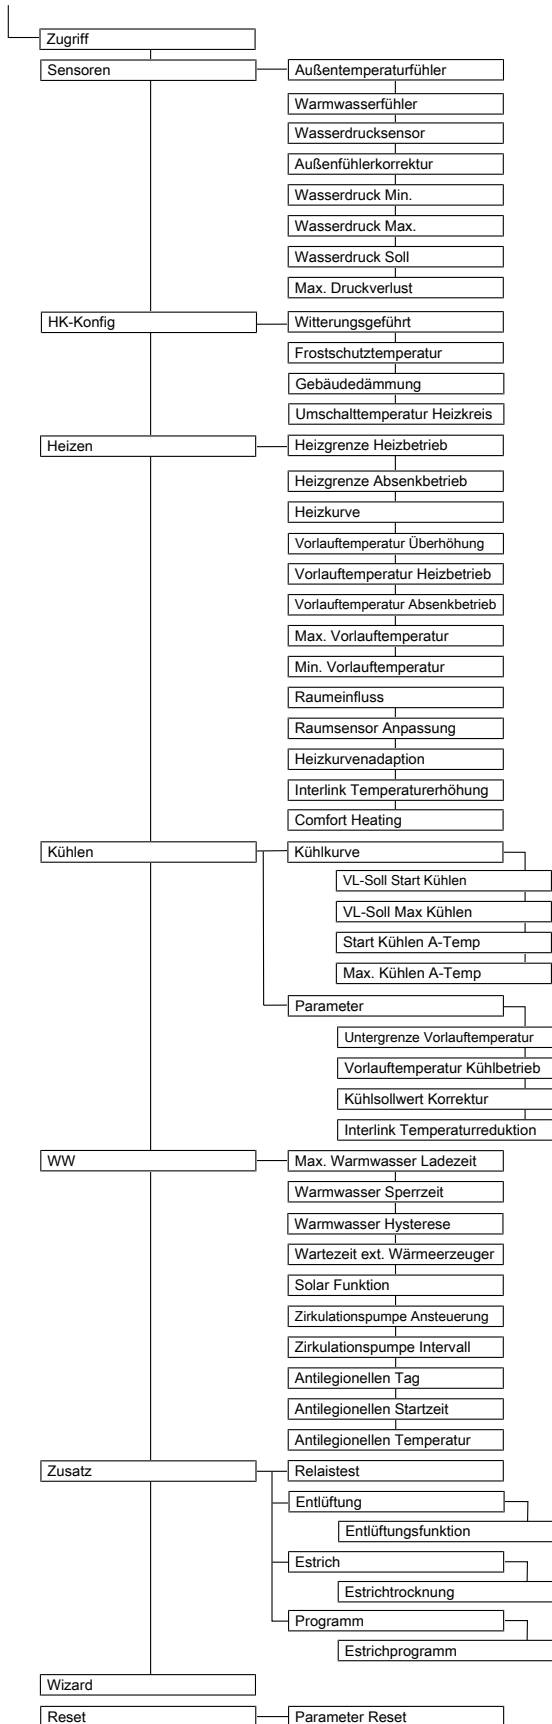 Zugriff
Sensoren
Außentemperaturfühler
Warmwasserfühler
Wasserdrucksensor
Außenfühlerkorrektur
Wasserdruck Min.
Wasserdruck Max.
Wasserdruck Soll
Max. Druckverlust
HK-Konfig
Witterungsgeführt
Frostschutztemperatur
Gebäudedämmung
Umschalttemperatur Heizkreis
Heizen
Heizgrenze Heizbetrieb
Heizgrenze Absenkbetrieb
Heizkurve
Vorlauftemperatur Überhöhung
Vorlauftemperatur Heizbetrieb
Vorlauftemperatur Absenkbetrieb
Max. Vorlauftemperatur
Min. Vorlauftemperatur
Raumeinfluss
Raumsensor Anpassung
Heizkurvenadaption
Interlink Temperaturerhöhung
Comfort Heating
Kühlen
Kühlkurve
VL-Soll Start Kühlen
VL-Soll Max Kühlen
Start Kühlen A-Temp
Max. Kühlen A-Temp
Parameter
Untergrenze Vorlauftemperatur
Vorlauftemperatur Kühlbetrieb
Kühlsollwert Korrektur
Interlink Temperaturreduktion
WW
Max. Warmwasser Ladezeit
Warmwasser Sperrzeit
Warmwasser Hysterese
Wartezeit ext. Wärmeerzeuger
Solar Funktion
Zirkulationspumpe Ansteuerung
Zirkulationspumpe Intervall
Antilegionellen Tag
Antilegionellen Startzeit
Antilegionellen Temperatur
Zusatz
Relaistest
Entlüftung
Entlüftungsfunktion
Estrich
Estrichtrocknung
Programm
Estrichprogramm
Wizard
Reset
Parameter Reset